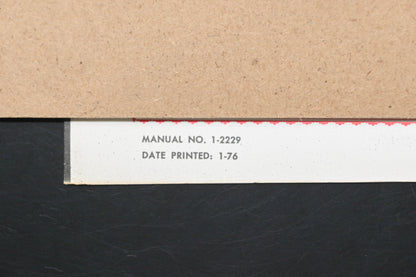 MANUAL NO. 1-2229
DATE PRINTED: 1-76